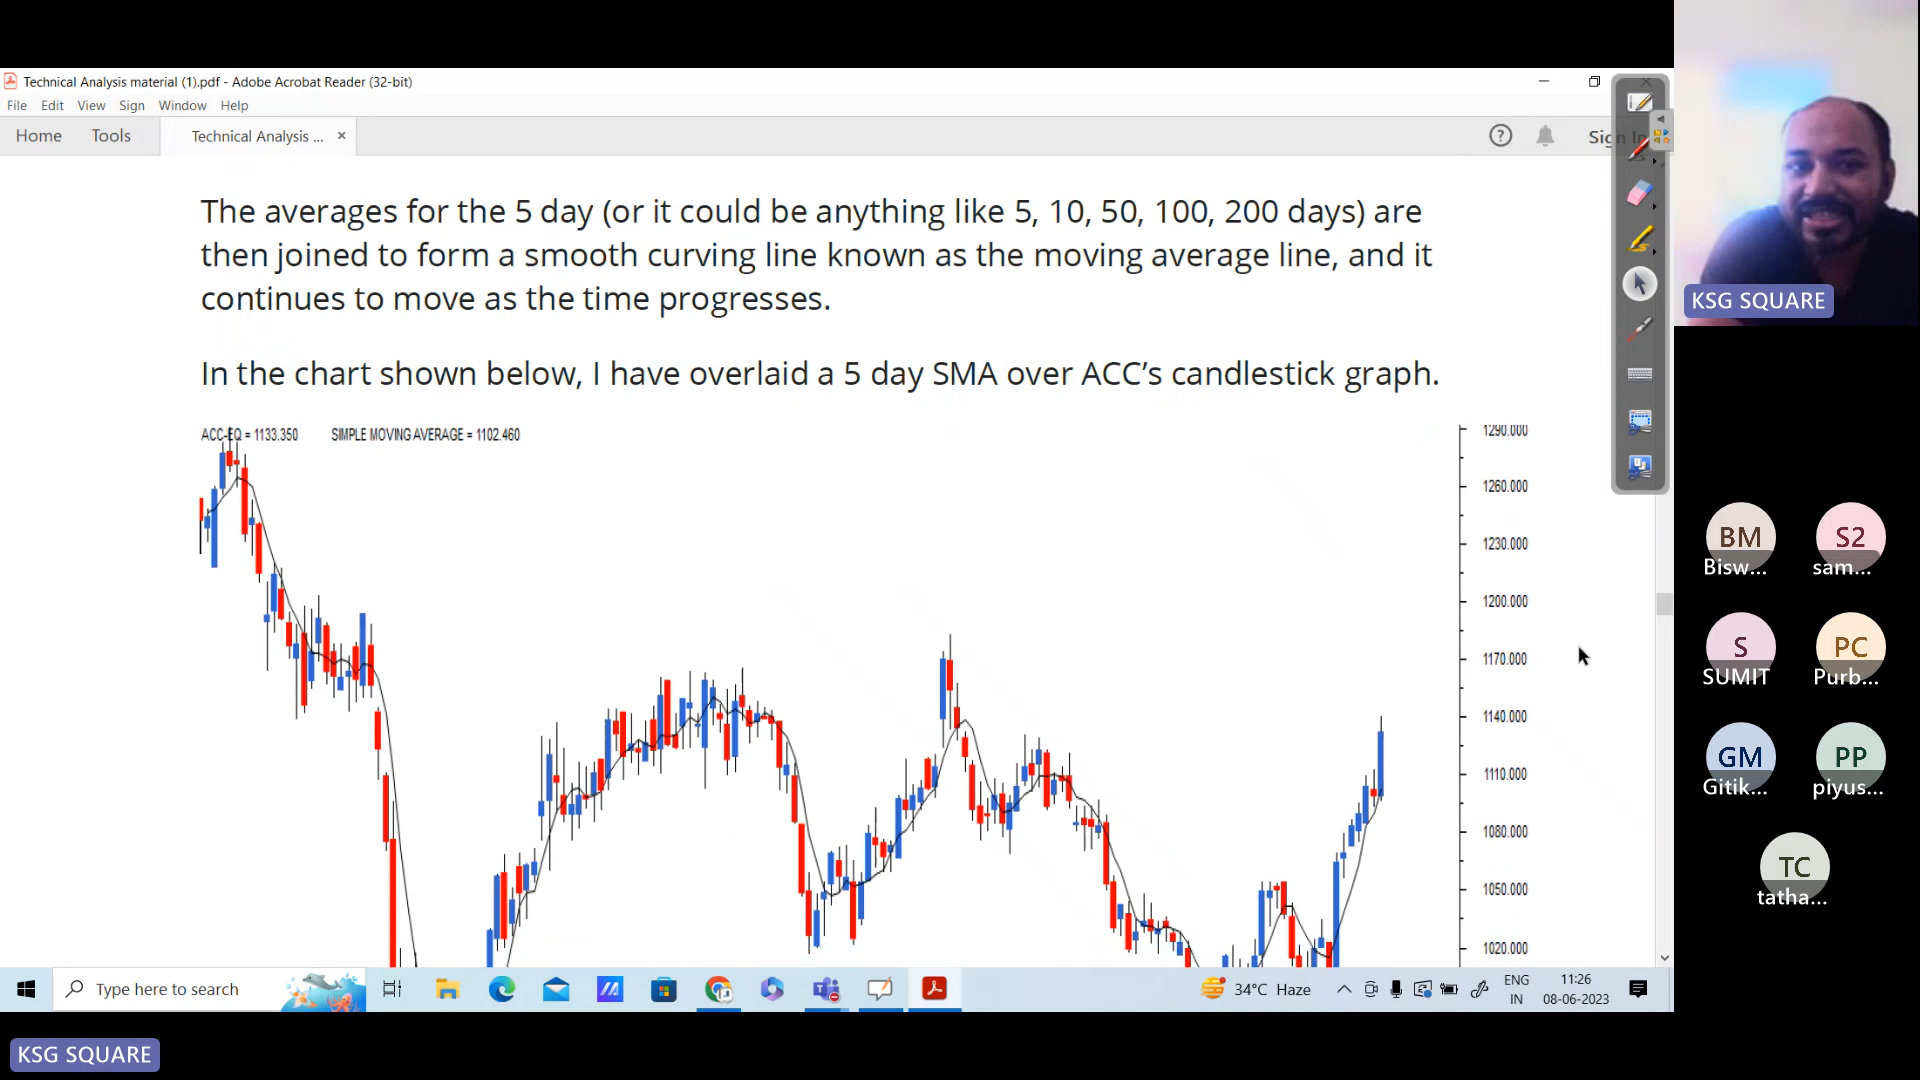 Technical Analysis material (1).pdf - Adobe Acrobat Reader (32-bit)
File Edit View Sign Window Help
Home Tools Technical Analysis ... × Sign In
The averages for the 5 day (or it could be anything like 5, 10, 50, 100, 200 days) are
then joined to form a smooth curving line known as the moving average line, and it
continues to move as the time progresses.
In the chart shown below, I have overlaid a 5 day SMA over ACC’s candlestick graph.
ACC-EQ = 1133.350 SIMPLE MOVING AVERAGE = 1102.460
1290.000
1260.000
1230.000
1200.000
1170.000
1140.000
1110.000
1080.000
1050.000
1020.000
Type here to search
34°C Haze
ENG
IN
11:26
08-06-2023
KSG SQUARE
BM
Bisw...
S2
sam...
S
SUMIT
PC
Purb...
GM
Gitik...
PP
piyus...
TC
tatha...
KSG SQUARE